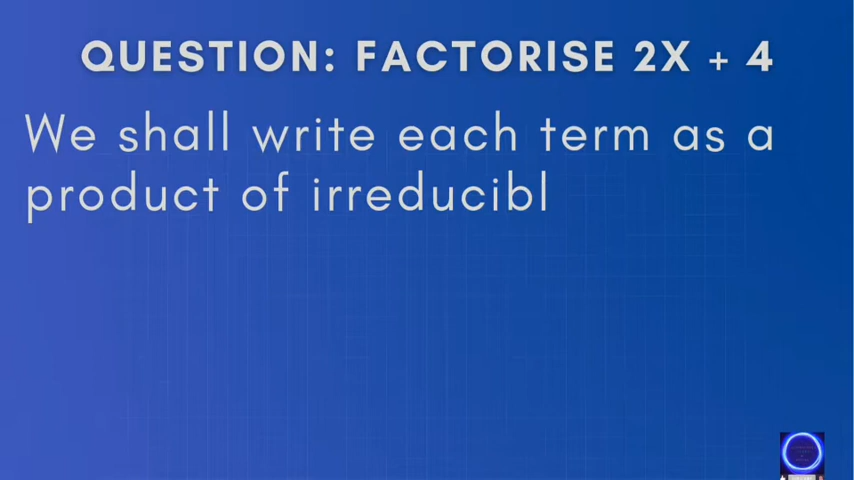 QUESTION: FACTORISE 2X + 4
We shall write each term as a
product of irreducibl